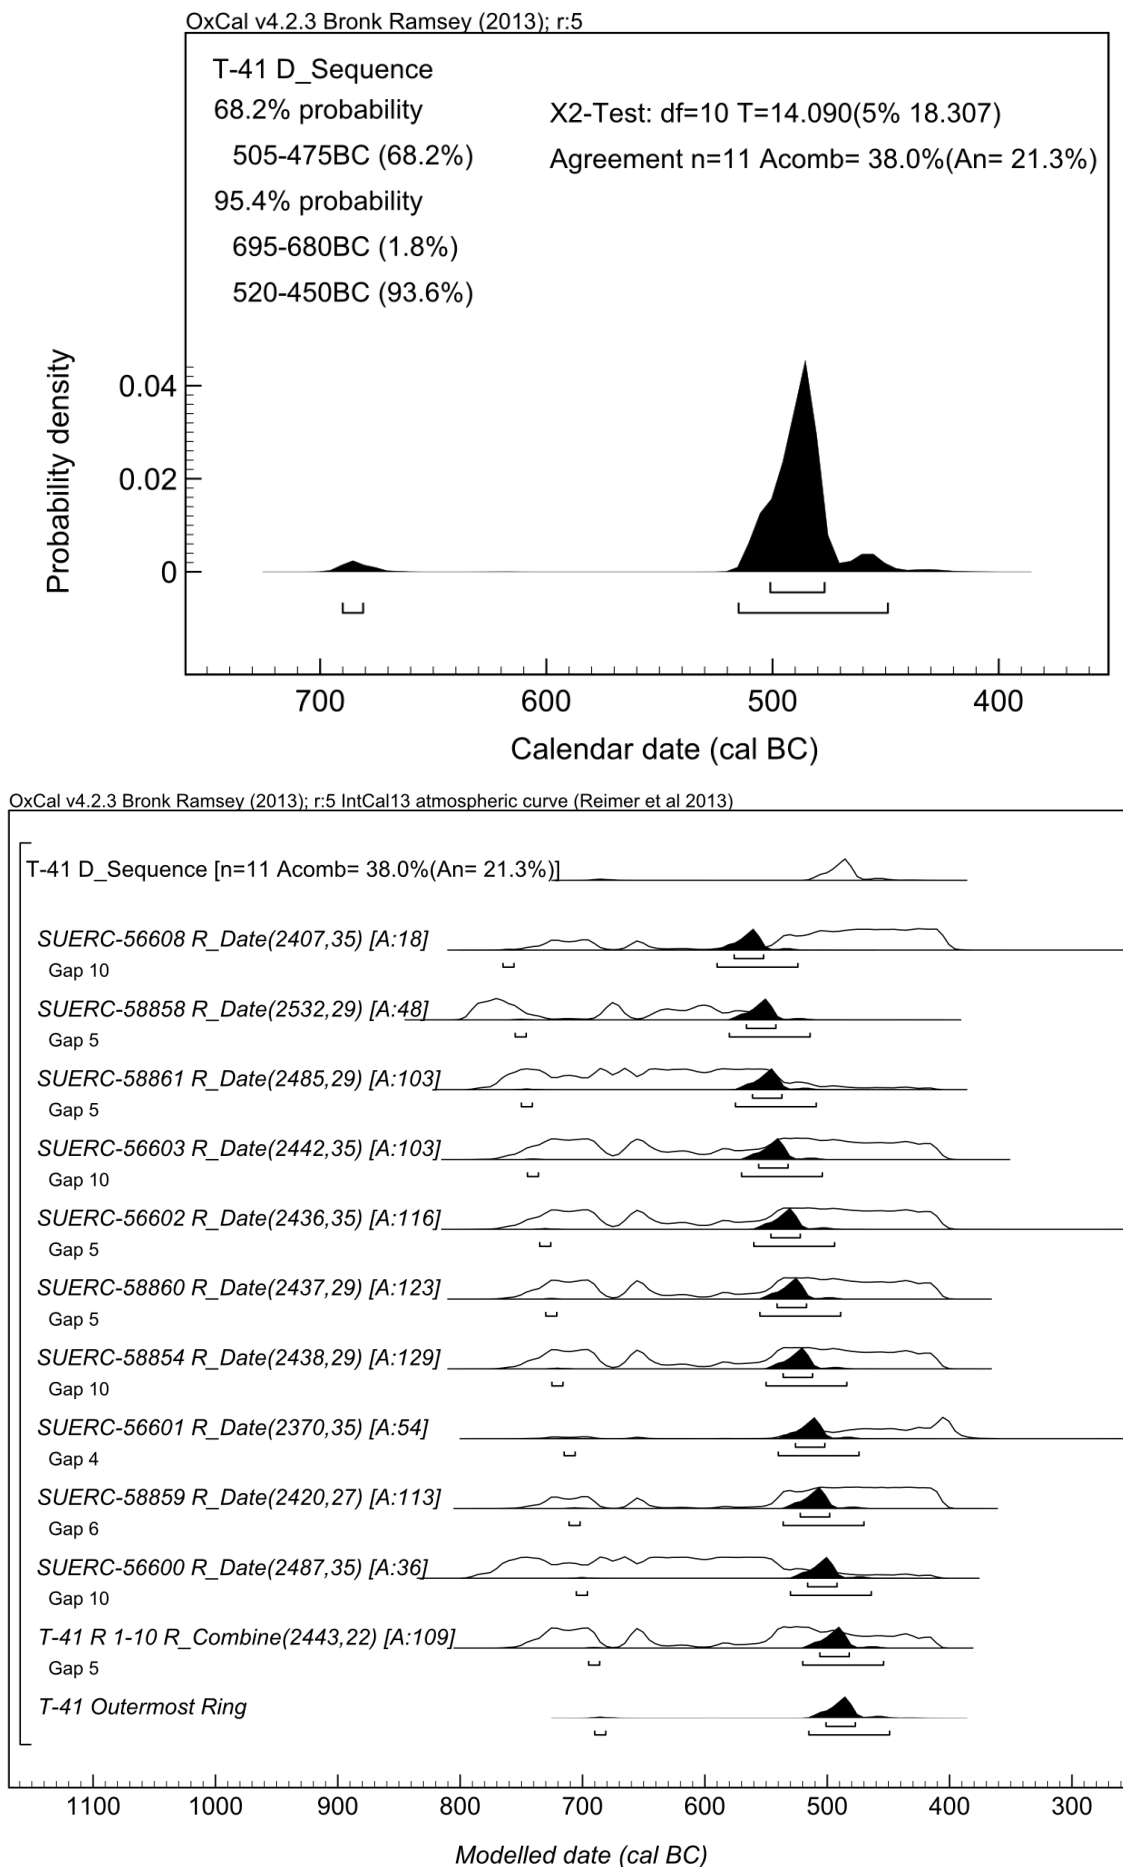 OxCal v4.2.3 Bronk Ramsey (2013); r:5
T-41 D_Sequence
68.2% probability
505-475BC (68.2%)
95.4% probability
695-680BC (1.8%)
520-450BC (93.6%)
X2-Test: df=10 T=14.090(5% 18.307)
Agreement n=11 Acomb= 38.0%(An= 21.3%)
Probability density
0.04
0.02
0
700 600 500 400
Calendar date (cal BC)
OxCal v4.2.3 Bronk Ramsey (2013); r:5 IntCal13 atmospheric curve (Reimer et al 2013)
T-41 D_Sequence [n=11 Acomb= 38.0%(An= 21.3%)]
SUERC-56608 R_Date(2407,35) [A:18]
Gap 10
SUERC-58858 R_Date(2532,29) [A:48]
Gap 5
SUERC-58861 R_Date(2485,29) [A:103]
Gap 5
SUERC-56603 R_Date(2442,35) [A:103]
Gap 10
SUERC-56602 R_Date(2436,35) [A:116]
Gap 5
SUERC-58860 R_Date(2437,29) [A:123]
Gap 5
SUERC-58854 R_Date(2438,29) [A:129]
Gap 10
SUERC-56601 R_Date(2370,35) [A:54]
Gap 4
SUERC-58859 R_Date(2420,27) [A:113]
Gap 6
SUERC-56600 R_Date(2487,35) [A:36]
Gap 10
T-41 R 1-10 R_Combine(2443,22) [A:109]
Gap 5
T-41 Outermost Ring
1100 1000 900 800 700 600 500 400 300
Modelled date (cal BC)